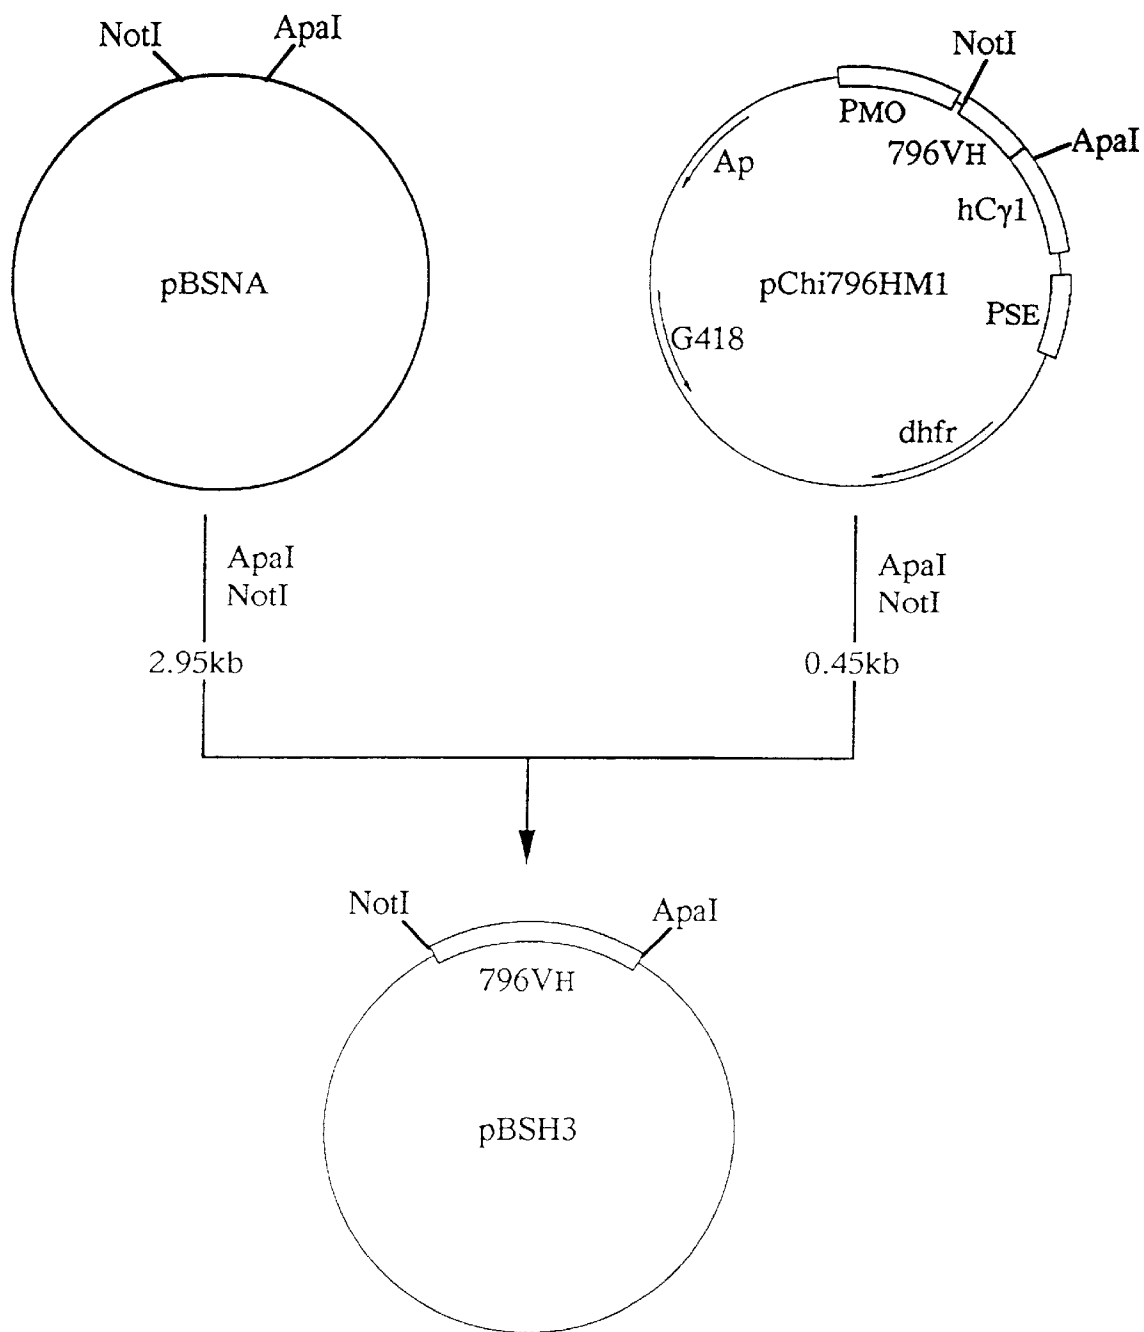 NotI
ApaI
pBSNA
NotI
PMO
796VH
ApaI
Ap
hCγ1
pChi796HM1
PSE
G418
dhfr
ApaI
NotI
2.95kb
ApaI
NotI
0.45kb
NotI
ApaI
796VH
pBSH3